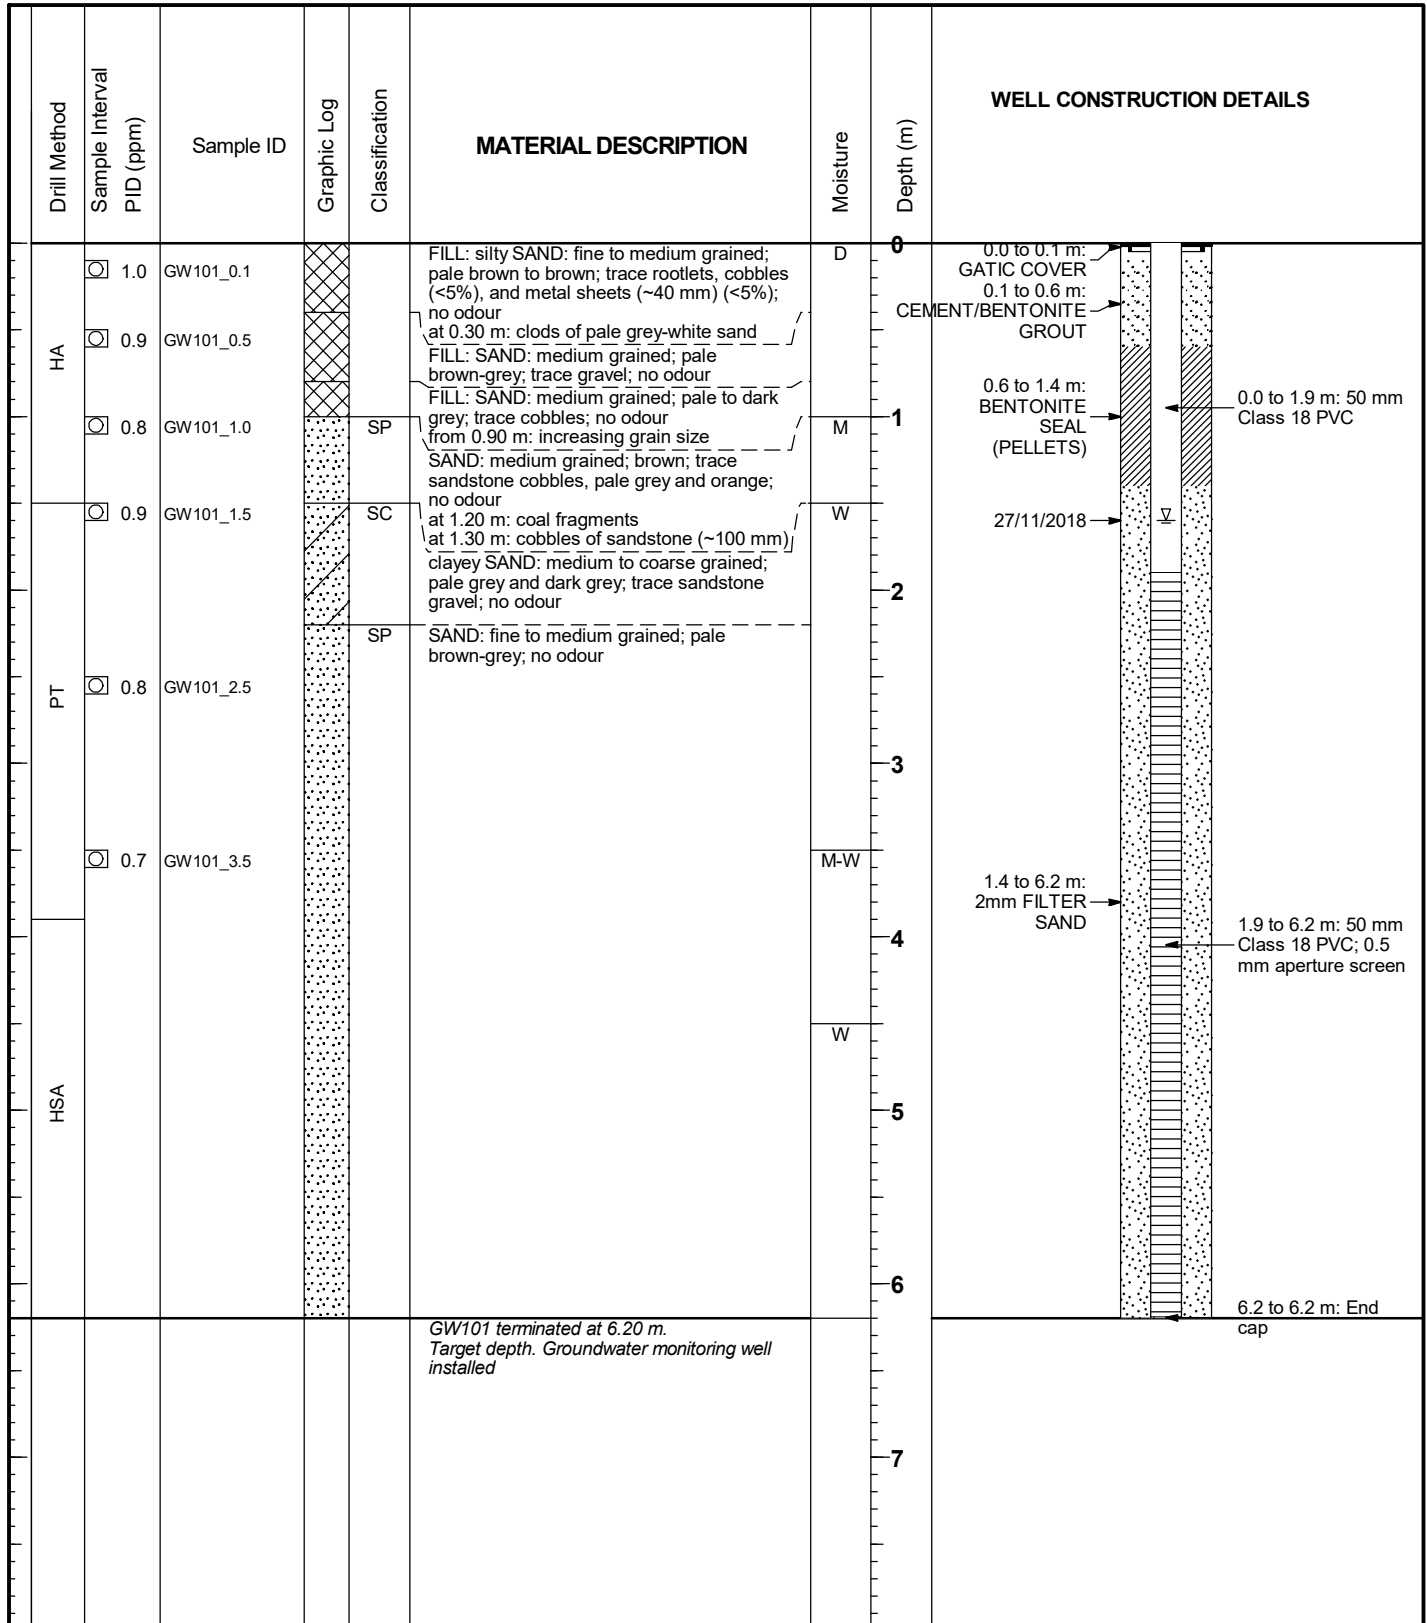 Drill Method
Sample Interval
PID (ppm)
Sample ID
Graphic Log
Classification
MATERIAL DESCRIPTION
Moisture
Depth (m)
WELL CONSTRUCTION DETAILS
HA
PT
HSA
1.0 GW101_0.1
0.9 GW101_0.5
0.8 GW101_1.0
0.9 GW101_1.5
0.8 GW101_2.5
0.7 GW101_3.5
SP
SC
SP
FILL: silty SAND: fine to medium grained;
pale brown to brown; trace rootlets, cobbles
(<5%), and metal sheets (~40 mm) (<5%);
no odour
at 0.30 m: clods of pale grey-white sand
FILL: SAND: medium grained; pale
brown-grey; trace gravel; no odour
FILL: SAND: medium grained; pale to dark
grey; trace cobbles; no odour
from 0.90 m: increasing grain size
SAND: medium grained; brown; trace
sandstone cobbles, pale grey and orange;
no odour
at 1.20 m: coal fragments
at 1.30 m: cobbles of sandstone (~100 mm)
clayey SAND: medium to coarse grained;
pale grey and dark grey; trace sandstone
gravel; no odour
SAND: fine to medium grained; pale
brown-grey; no odour
GW101 terminated at 6.20 m.
Target depth. Groundwater monitoring well
installed
D
M
W
M-W
W
0
1
2
3
4
5
6
7
0.0 to 0.1 m:
GATIC COVER
0.1 to 0.6 m:
CEMENT/BENTONITE
GROUT
0.6 to 1.4 m:
BENTONITE
SEAL
(PELLETS)
27/11/2018
1.4 to 6.2 m:
2mm FILTER
SAND
0.0 to 1.9 m: 50 mm
Class 18 PVC
1.9 to 6.2 m: 50 mm
Class 18 PVC; 0.5
mm aperture screen
6.2 to 6.2 m: End
cap